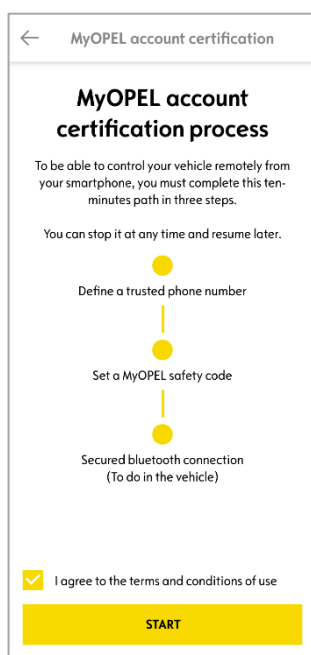 MyOPEL account certification
MyOPEL account
certification process
To be able to control your vehicle remotely from
your smartphone, you must complete this ten-
minutes path in three steps.
You can stop it at any time and resume later.
Define a trusted phone number
Set a MyOPEL safety code
Secured bluetooth connection
(To do in the vehicle)
I agree to the terms and conditions of use
START